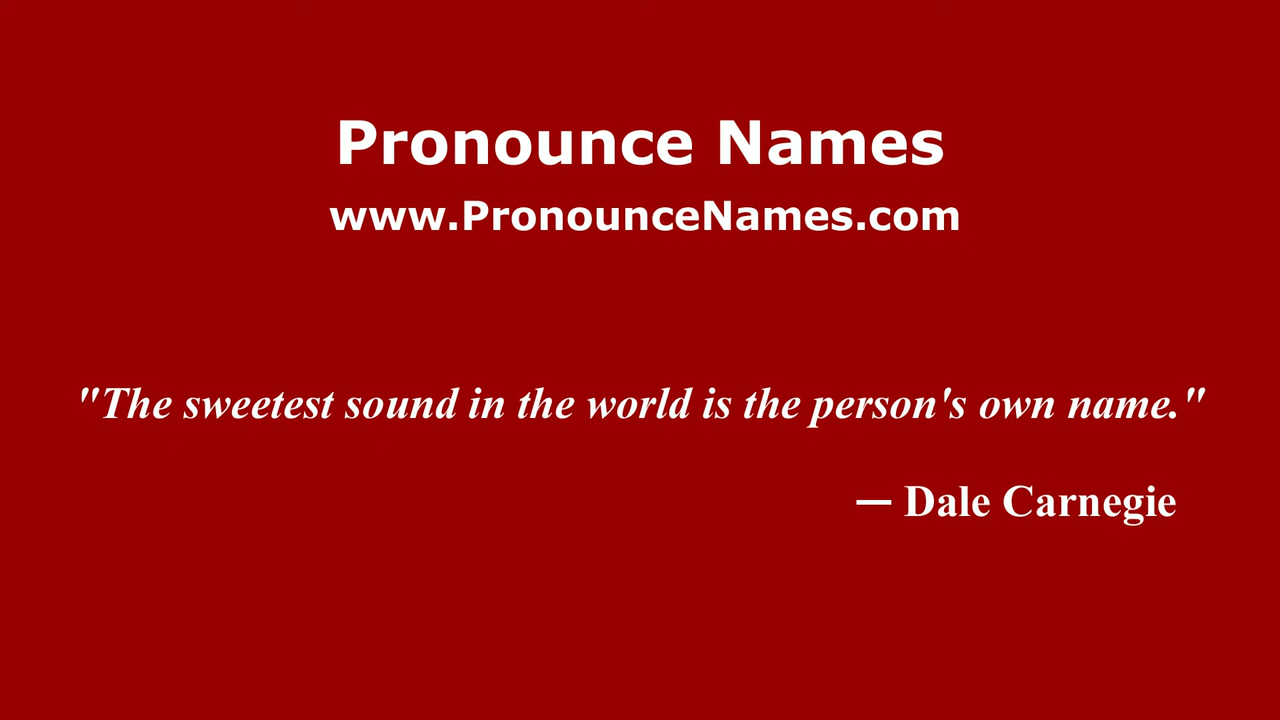 Pronounce Names
www.PronounceNames.com
"The sweetest sound in the world is the person's own name."
— Dale Carnegie